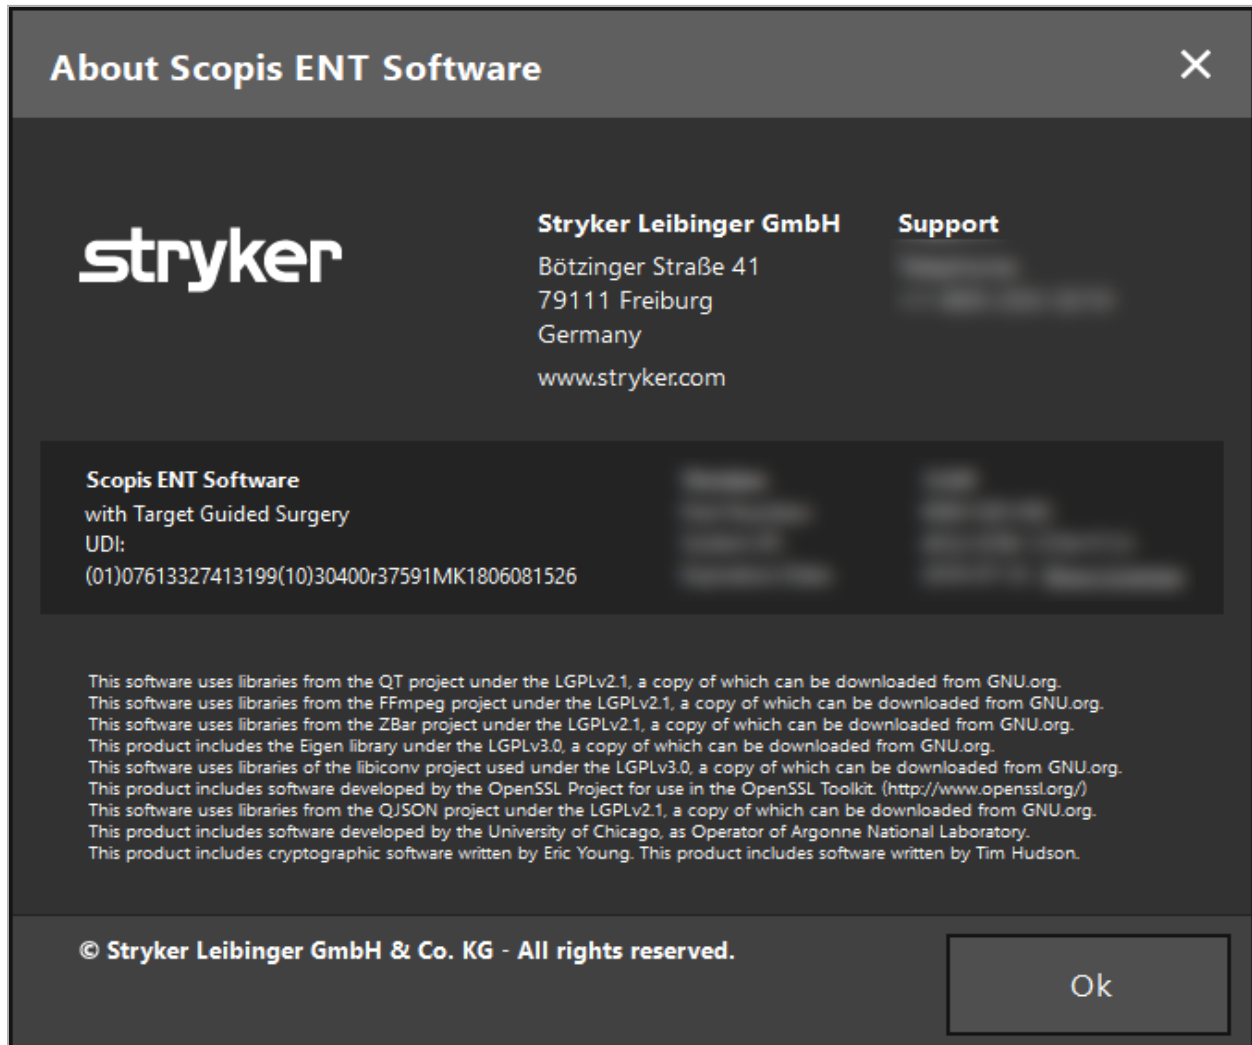 About Scopis ENT Software
stryker
Stryker Leibinger GmbH
Bötzinger Straße 41
79111 Freiburg
Germany
www.stryker.com
Support
Scopis ENT Software
with Target Guided Surgery
UDI:
(01)07613327413199(10)30400r37591MK1806081526
This software uses libraries from the QT project under the LGPLv2.1, a copy of which can be downloaded from GNU.org.
This software uses libraries from the FFmpeg project under the LGPLv2.1, a copy of which can be downloaded from GNU.org.
This software uses libraries from the ZBar project under the LGPLv2.1, a copy of which can be downloaded from GNU.org.
This product includes the Eigen library under the LGPLv3.0, a copy of which can be downloaded from GNU.org.
This software uses libraries of the libiconv project used under the LGPLv3.0, a copy of which can be downloaded from GNU.org.
This product includes software developed by the OpenSSL Project for use in the OpenSSL Toolkit. (http://www.openssl.org/)
This software uses libraries from the QJSON project under the LGPLv2.1, a copy of which can be downloaded from GNU.org.
This product includes software developed by the University of Chicago, as Operator of Argonne National Laboratory.
This product includes cryptographic software written by Eric Young. This product includes software written by Tim Hudson.
© Stryker Leibinger GmbH & Co. KG - All rights reserved.
Ok